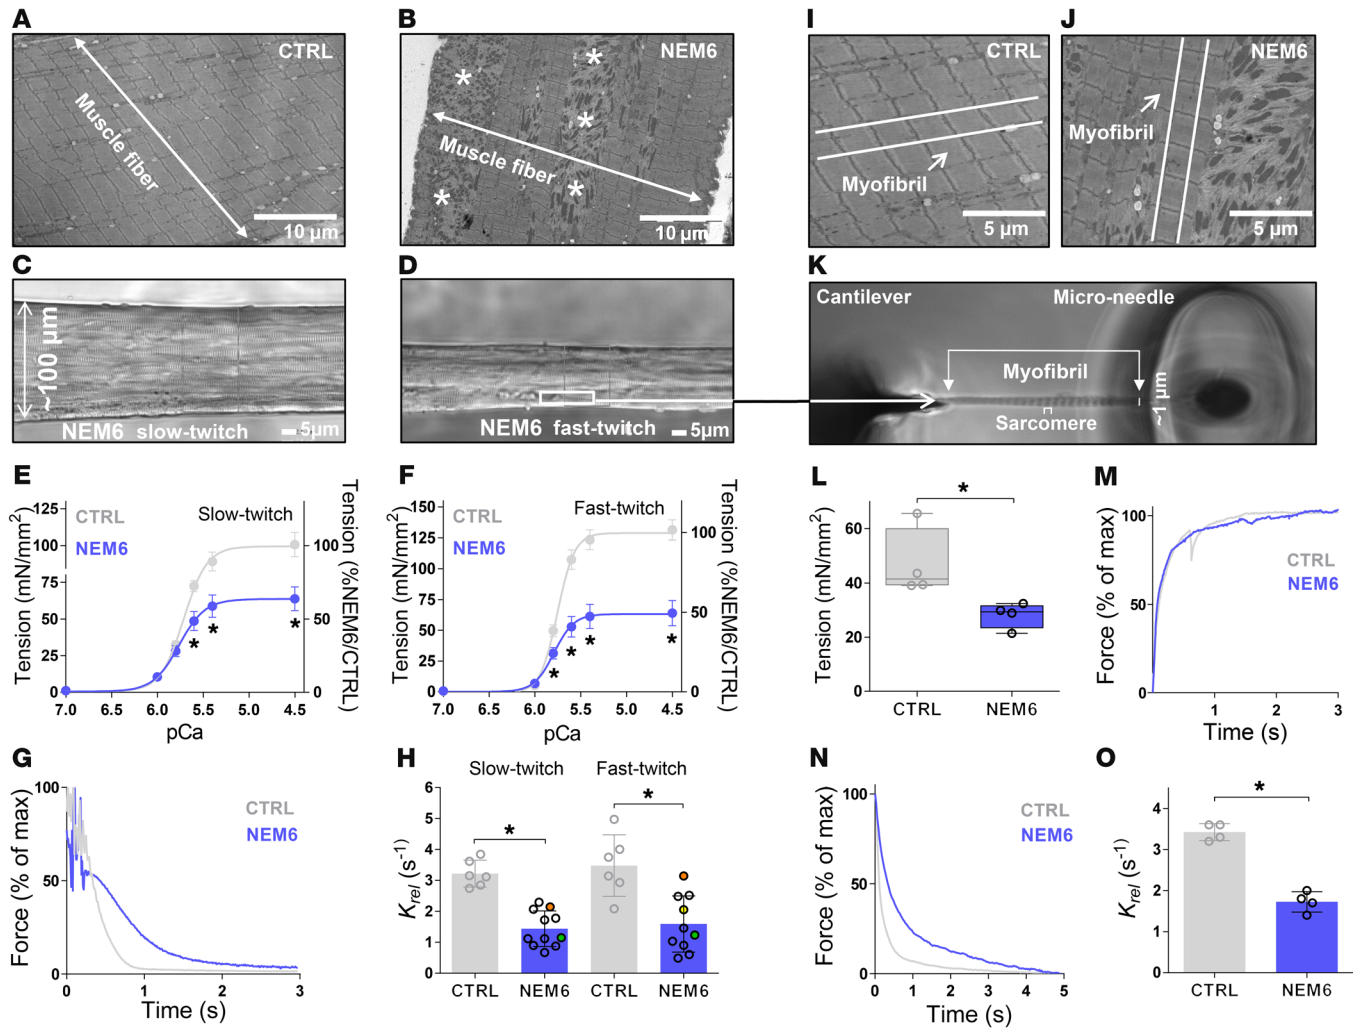 A
CTRL
Muscle fiber
10 µm
B
NEM6
*
*
*
*
*
Muscle fiber
10 µm
I
CTRL
Myofibril
5 µm
J
NEM6
Myofibril
5 µm
C
~100 µm
NEM6 slow-twitch
5µm
D
NEM6 fast-twitch
5µm
K
Cantilever
Micro-needle
Myofibril
Sarcomere
~1 µm
E
Tension (mN/mm²)
125
100
75
50
25
0
CTRL
NEM6
Slow-twitch
*
*
*
100
50
0
Tension (%NEM6/CTRL)
7.0 6.5 6.0 5.5 5.0 4.5
pCa
F
Tension (mN/mm²)
150
125
100
75
50
25
0
CTRL
NEM6
Fast-twitch
*
*
*
*
100
50
0
Tension (%NEM6/CTRL)
7.0 6.5 6.0 5.5 5.0 4.5
pCa
L
Tension (mN/mm²)
60
40
20
0
*
CTRL NEM6
M
Force (% of max)
100
50
CTRL
NEM6
1 2 3
Time (s)
G
Force (% of max)
100
50
0
CTRL
NEM6
0 1 2 3
Time (s)
H
Slow-twitch Fast-twitch
Krel (s⁻¹)
6
5
4
3
2
1
0
*
*
CTRL NEM6 CTRL NEM6
N
Force (% of max)
100
50
0
CTRL
NEM6
0 1 2 3 4 5
Time (s)
O
Krel (s⁻¹)
4
3
2
1
0
*
CTRL NEM6